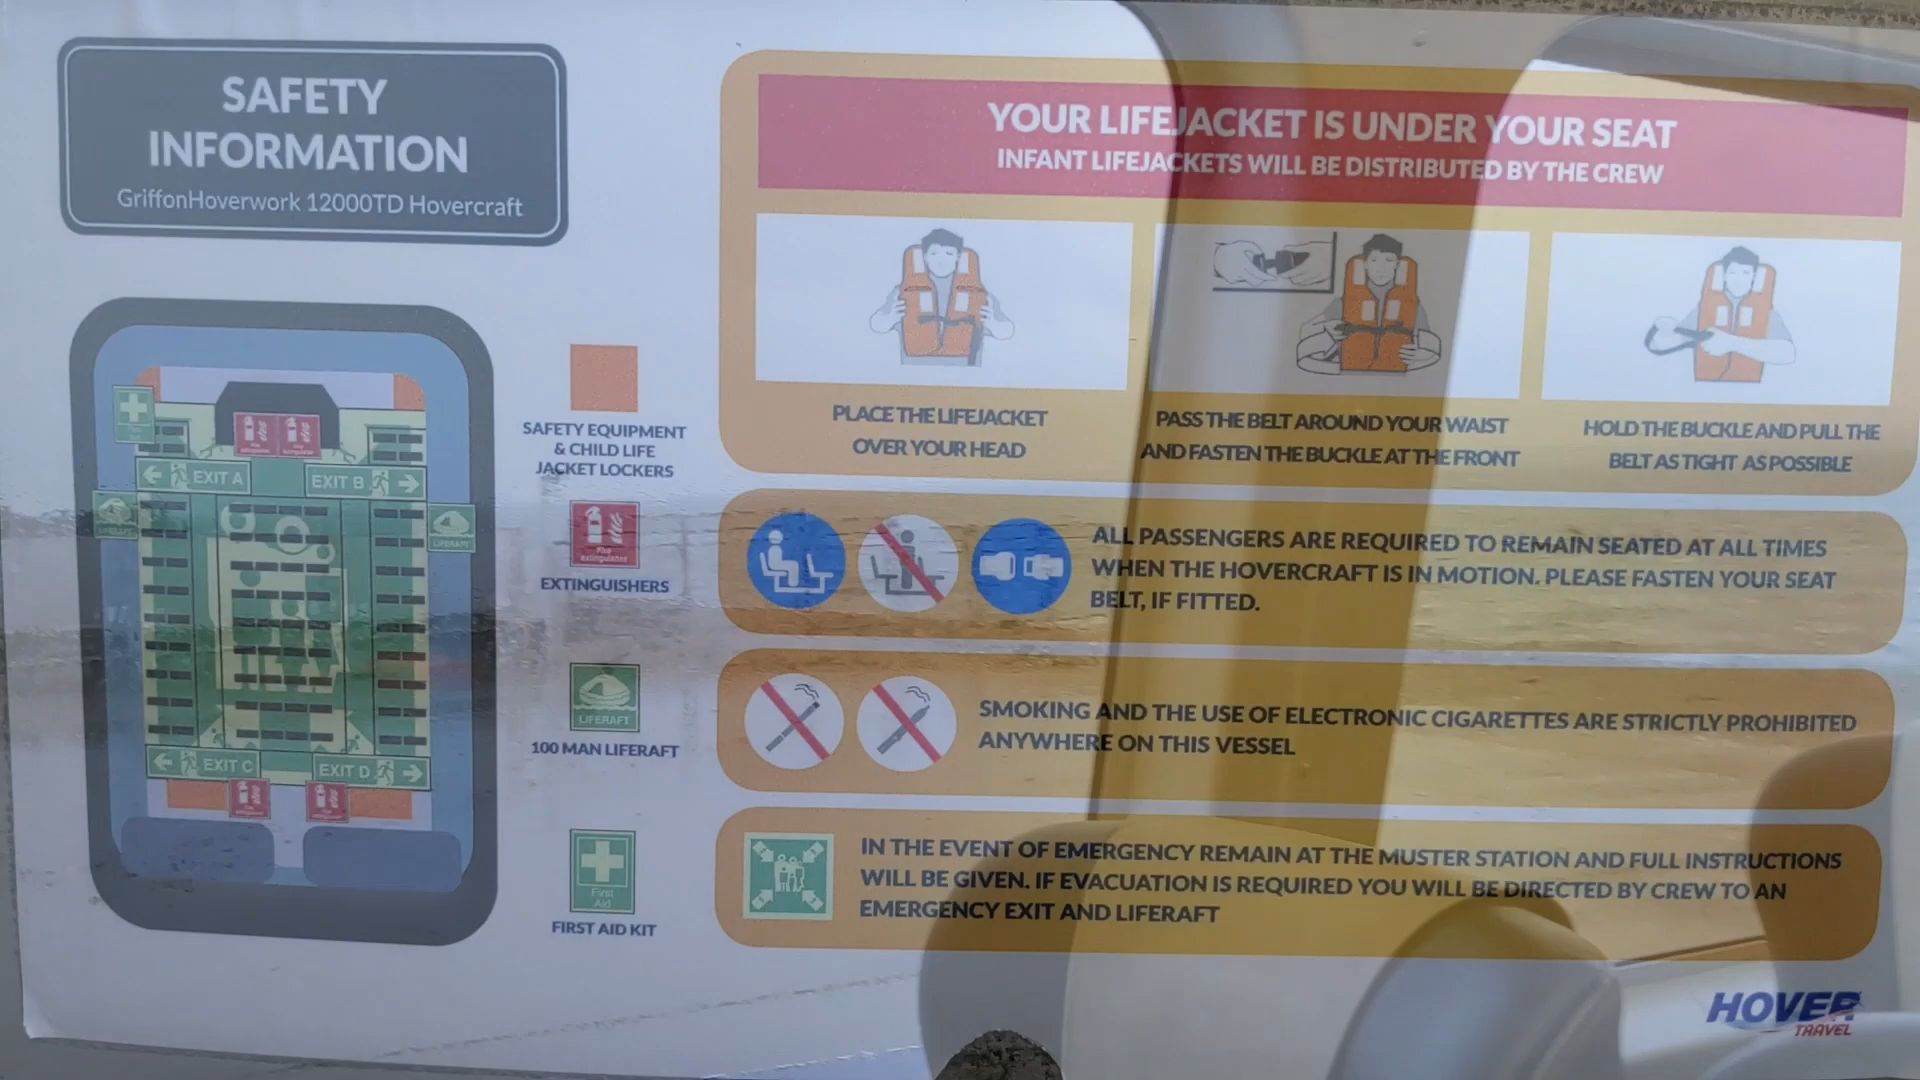 SAFETY
INFORMATION
GriffonHoverwork 12000TD Hovercraft
EXIT A
EXIT B
LIFERAFT
EXIT C
EXIT D
SAFETY EQUIPMENT
& CHILD LIFE
JACKET LOCKERS
Fire
extinguisher
EXTINGUISHERS
LIFERAFT
100 MAN LIFERAFT
First
Aid
FIRST AID KIT
YOUR LIFEJACKET IS UNDER YOUR SEAT
INFANT LIFEJACKETS WILL BE DISTRIBUTED BY THE CREW
PLACE THE LIFEJACKET
OVER YOUR HEAD
PASS THE BELT AROUND YOUR WAIST
AND FASTEN THE BUCKLE AT THE FRONT
HOLD THE BUCKLE AND PULL THE
BELT AS TIGHT AS POSSIBLE
ALL PASSENGERS ARE REQUIRED TO REMAIN SEATED AT ALL TIMES
WHEN THE HOVERCRAFT IS IN MOTION. PLEASE FASTEN YOUR SEAT
BELT, IF FITTED.
SMOKING AND THE USE OF ELECTRONIC CIGARETTES ARE STRICTLY PROHIBITED
ANYWHERE ON THIS VESSEL
IN THE EVENT OF EMERGENCY REMAIN AT THE MUSTER STATION AND FULL INSTRUCTIONS
WILL BE GIVEN. IF EVACUATION IS REQUIRED YOU WILL BE DIRECTED BY CREW TO AN
EMERGENCY EXIT AND LIFERAFT
HOVER
TRAVEL